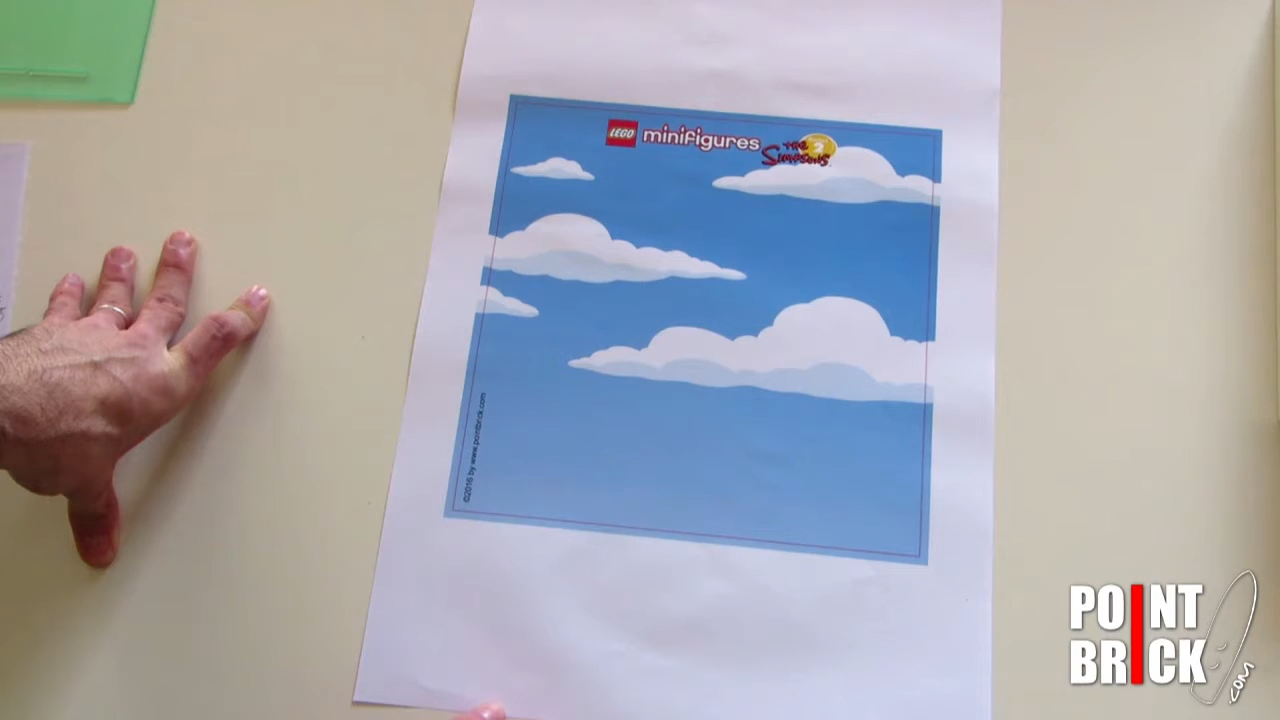 LEGO minifigures THE SIMPSONS 2
©2016 by www.pointbrick.com
POINT
BRICK
.COM